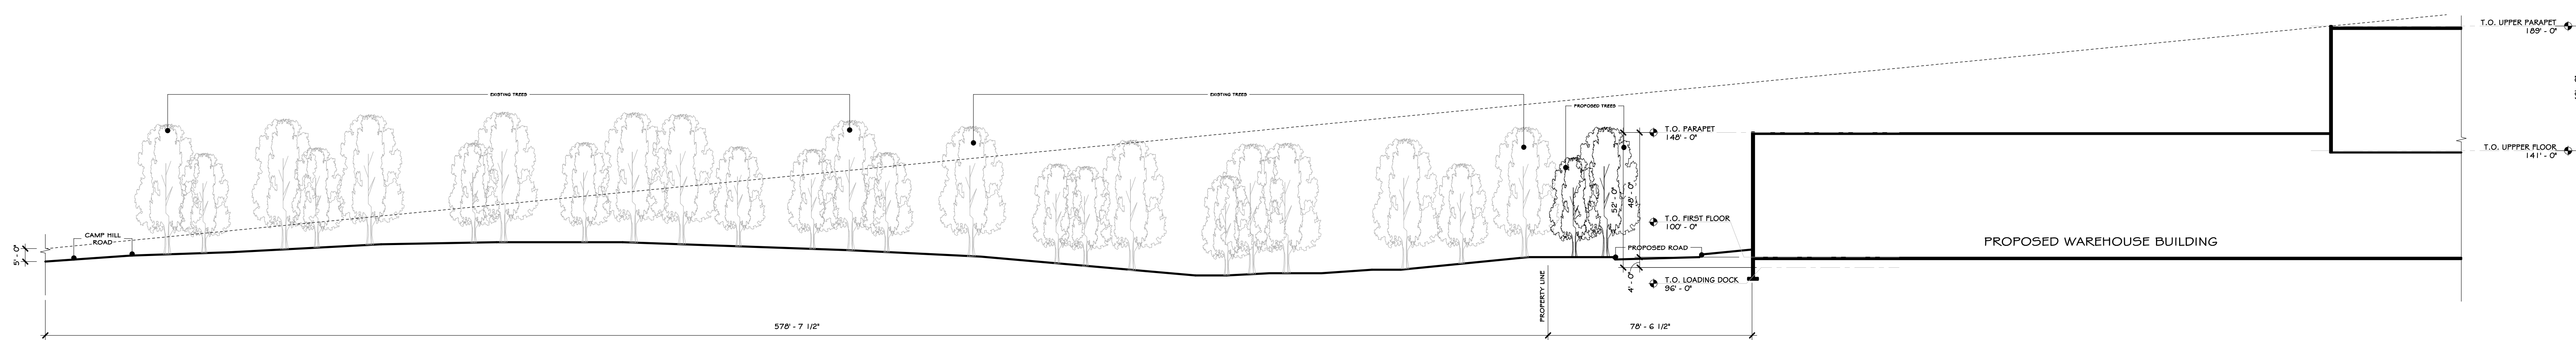 T.O. UPPER PARAPET
189' - 0"
EXISTING TREES
EXISTING TREES
PROPOSED TREES
T.O. PARAPET
148' - 0"
T.O. UPPPER FLOOR
141' - 0"
52' - 0"
48' - 0"
T.O. FIRST FLOOR
100' - 0"
CAMP HILL
ROAD
5' - 0"
PROPOSED ROAD
PROPOSED WAREHOUSE BUILDING
4' - 0"
T.O. LOADING DOCK
96' - 0"
PROPERTY LINE
578' - 7 1/2"
78' - 6 1/2"